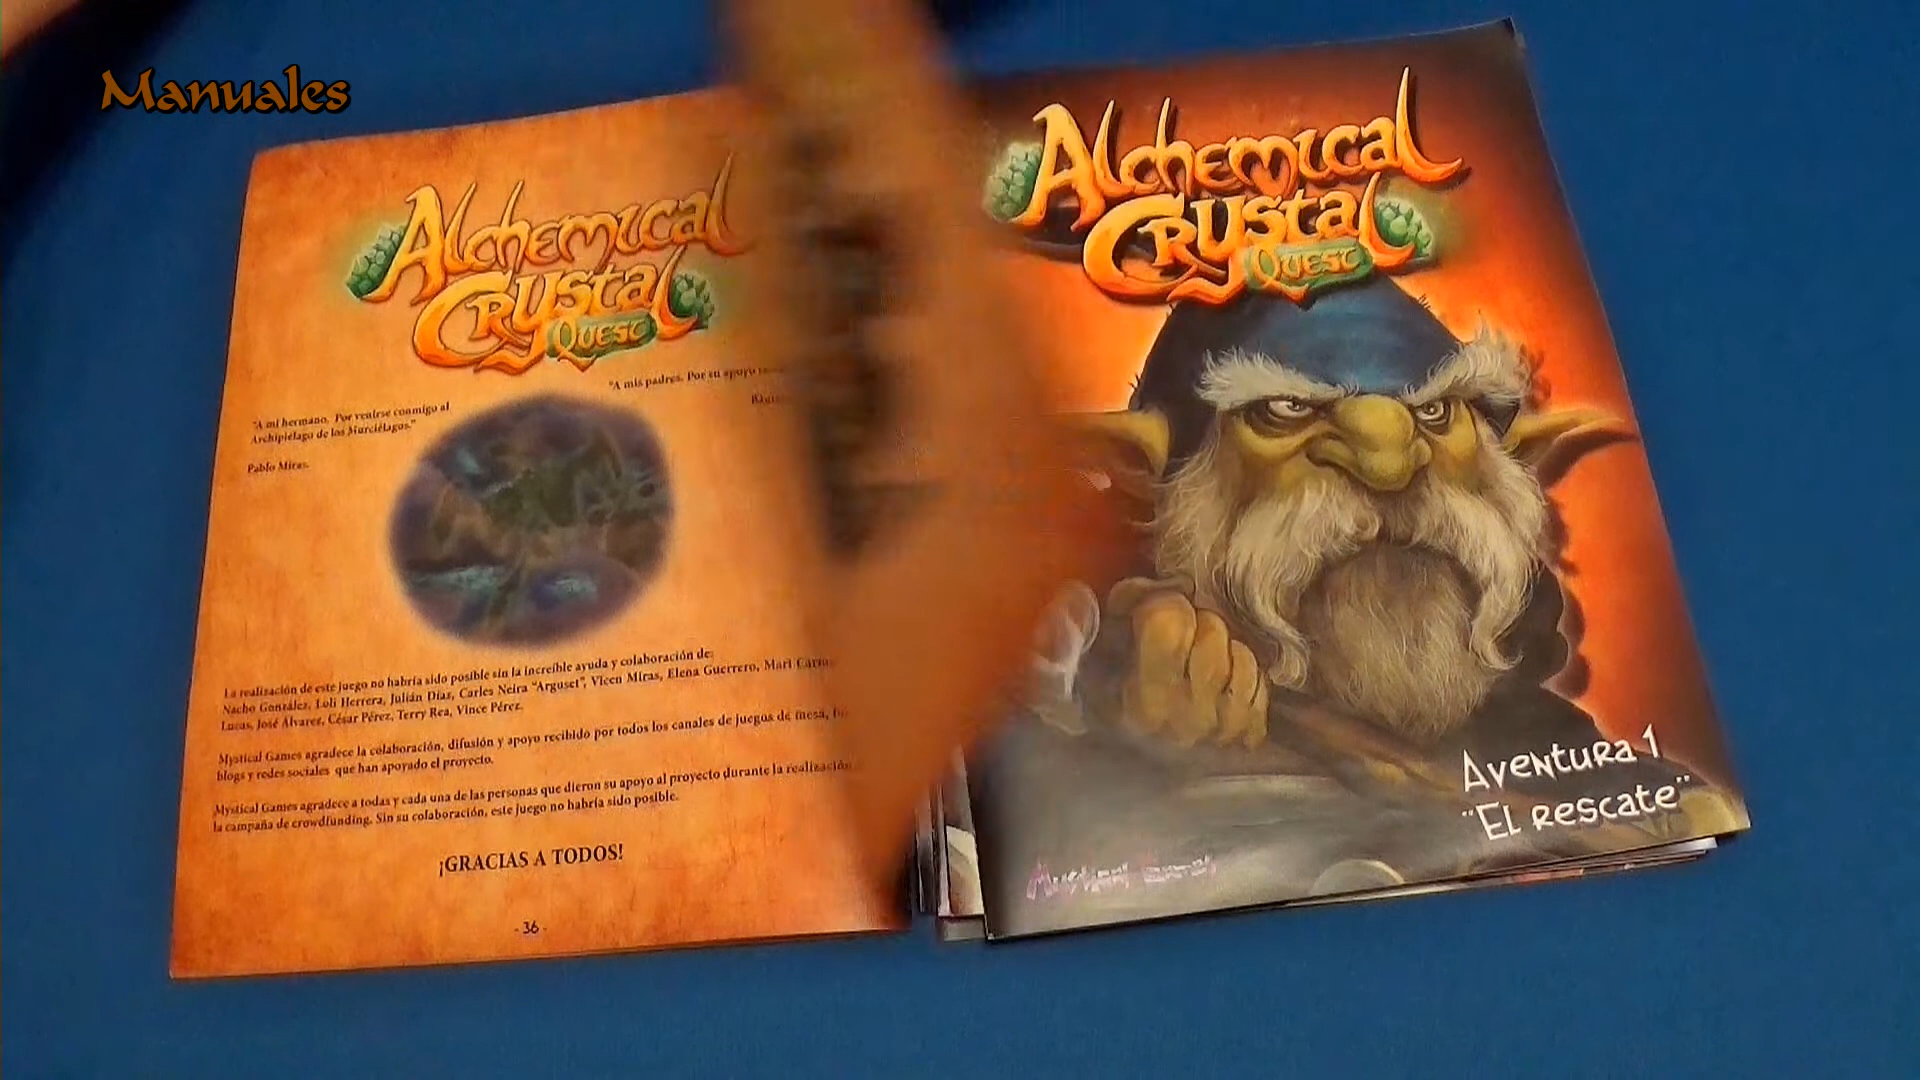 Manuales
Alchemical
Crystal
Quest
"A mis padres. Por su apoyo
"A mi hermano. Por venirse conmigo al
Archipiélago de los Murciélagos."
Pablo Miras.
La realización de este juego no habría sido posible sin la increíble ayuda y colaboración de:
Nacho González, Loli Herrera, Julián Díaz, Carles Neira "Arguset", Vicen Miras, Elena Guerrero, Mari
Lucas, José Álvarez, César Pérez, Terry Rea, Vince Pérez.
Mystical Games agradece la colaboración, difusión y apoyo recibido por todos los canales de juegos de mesa,
blogs y redes sociales que han apoyado el proyecto.
Mystical Games agradece a todas y cada una de las personas que dieron su apoyo al proyecto durante la realización
la campaña de crowdfunding. Sin su colaboración, este juego no habría sido posible.
¡GRACIAS A TODOS!
- 36 -
Alchemical
Crystal
Quest
Aventura 1
"El rescate"
Mystical Games